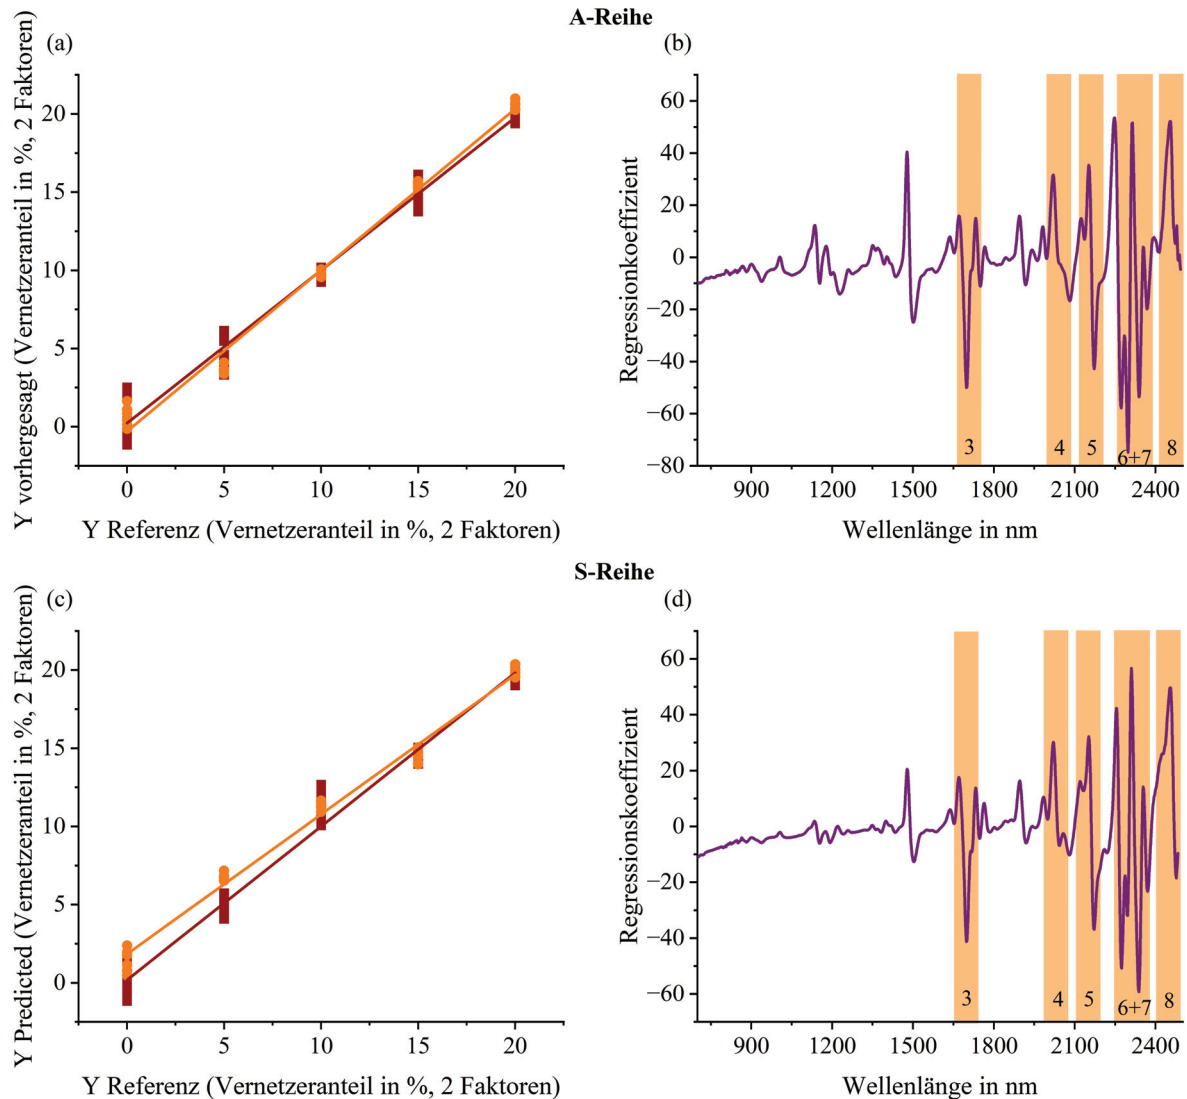 A-Reihe
(a)
Y vorhergesagt (Vernetzeranteil in %, 2 Faktoren)
20
15
10
5
0
0 5 10 15 20
Y Referenz (Vernetzeranteil in %, 2 Faktoren)
(b)
Regressionkoeffizient
60
40
20
0
−20
−40
−60
−80
3 4 5 6+7 8
900 1200 1500 1800 2100 2400
Wellenlänge in nm
S-Reihe
(c)
Y Predicted (Vernetzeranteil in %, 2 Faktoren)
20
15
10
5
0
0 5 10 15 20
Y Referenz (Vernetzeranteil in %, 2 Faktoren)
(d)
Regressionskoeffizient
60
40
20
0
−20
−40
−60
3 4 5 6+7 8
900 1200 1500 1800 2100 2400
Wellenlänge in nm